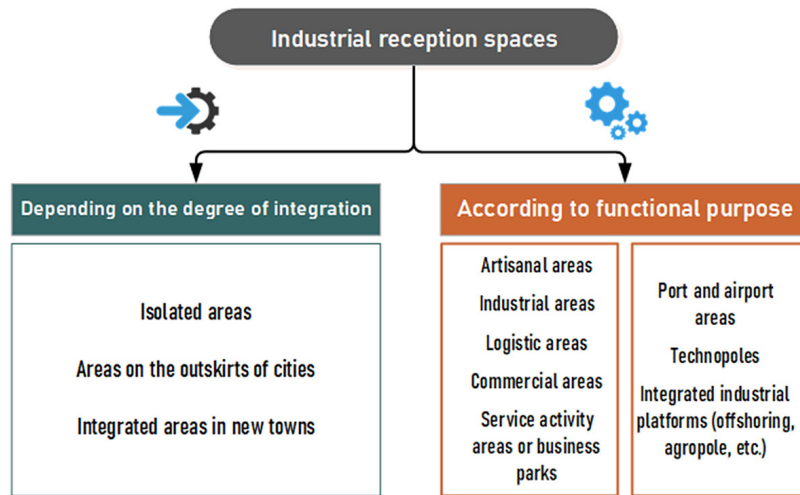 Industrial reception spaces
Depending on the degree of integration
Isolated areas
Areas on the outskirts of cities
Integrated areas in new towns
According to functional purpose
Artisanal areas
Industrial areas
Logistic areas
Commercial areas
Service activity
areas or business
parks
Port and airport
areas
Technopoles
Integrated industrial
platforms (offshoring,
agropole, etc.)